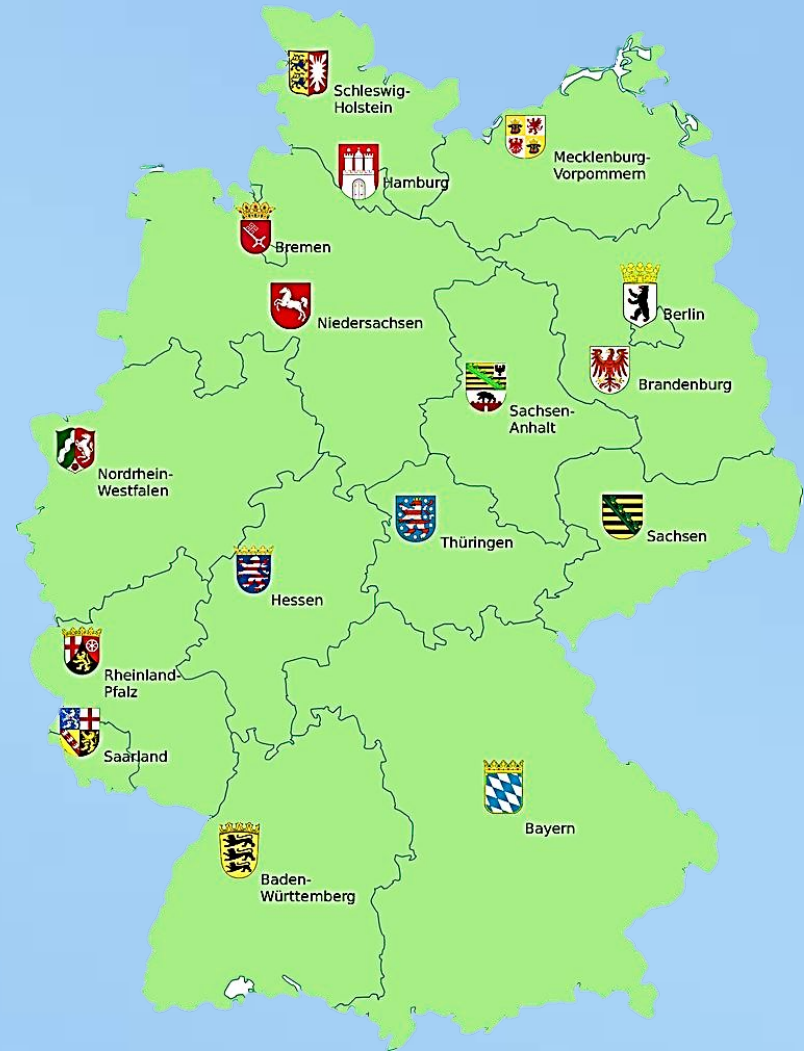 Schleswig-
Holstein
Mecklenburg-
Vorpommern
Hamburg
Bremen
Niedersachsen
Berlin
Brandenburg
Sachsen-
Anhalt
Nordrhein-
Westfalen
Thüringen
Sachsen
Hessen
Rheinland-
Pfalz
Saarland
Bayern
Baden-
Württemberg